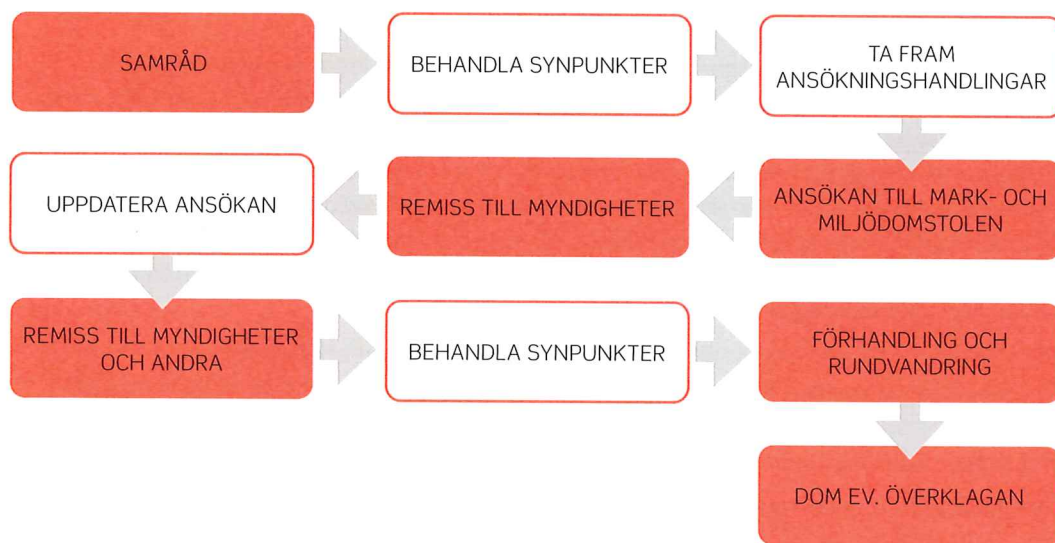 SAMRÅD
BEHANDLA SYNPUNKTER
TA FRAM
ANSÖKNINGSHANDLINGAR
ANSÖKAN TILL MARK- OCH
MILJÖDOMSTOLEN
REMISS TILL MYNDIGHETER
UPPDATERA ANSÖKAN
REMISS TILL MYNDIGHETER
OCH ANDRA
BEHANDLA SYNPUNKTER
FÖRHANDLING OCH
RUNDVANDRING
DOM EV. ÖVERKLAGAN